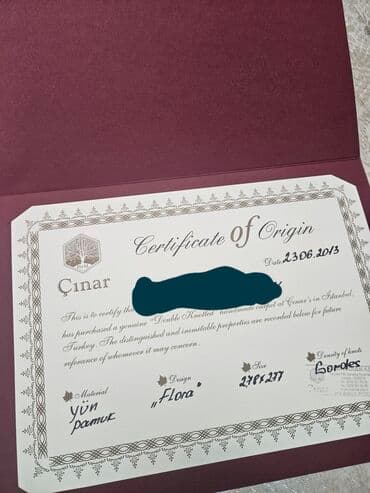 Çınar
Certificate of Origin
Date 23.06.2013
This is to certify the
has purchased a genuine "Double Knotted" handmade carpet at Çınar's in Istanbul,
Turkey. The distinguished and inimitable properties are recorded below for future
referance of whomever it may concern.
Material Design Size Density of knots
Yün „Flora" 278x277
Pamuk